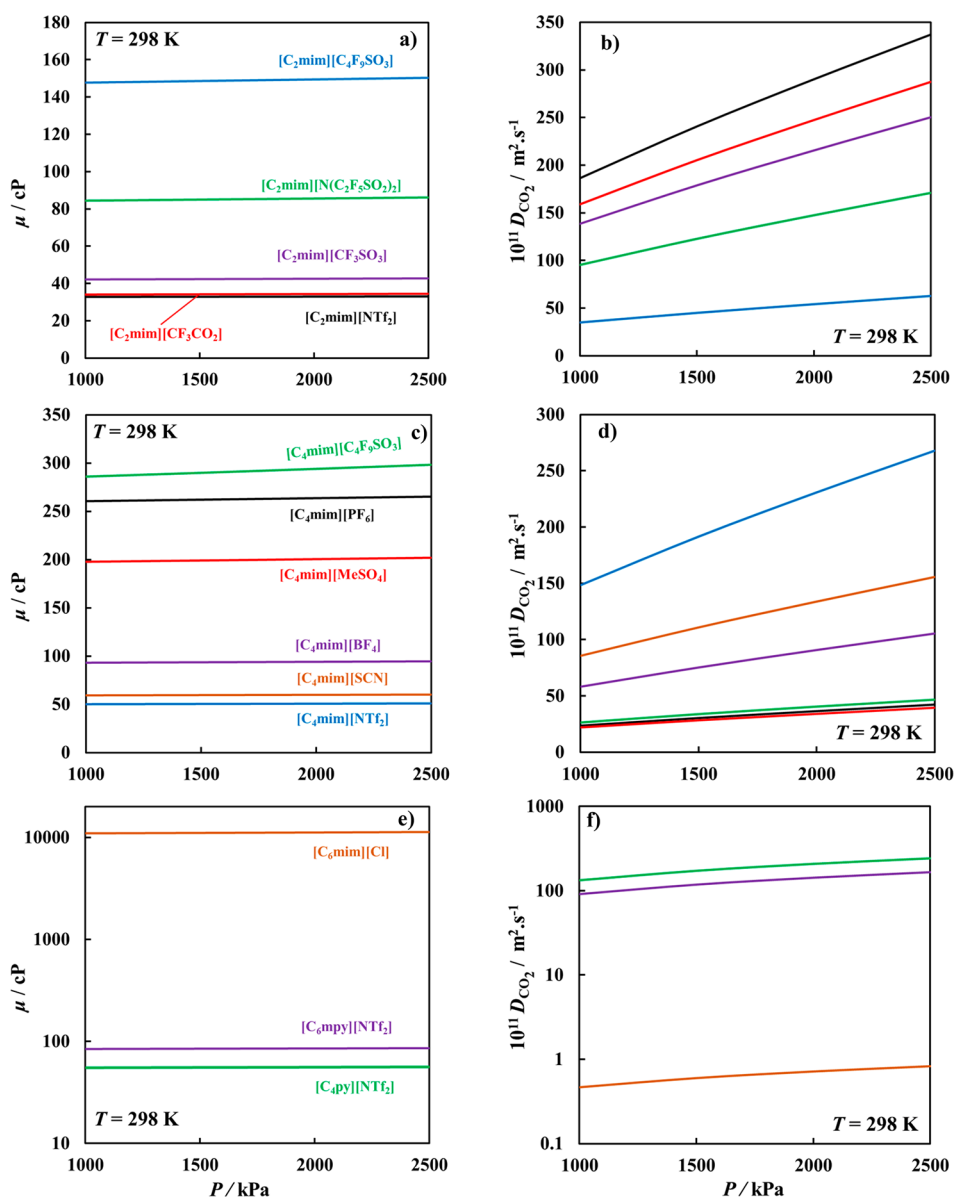 T = 298 K
a)
[C₂mim][C₄F₉SO₃]
[C₂mim][N(C₂F₅SO₂)₂]
[C₂mim][CF₃SO₃]
[C₂mim][CF₃CO₂]
[C₂mim][NTf₂]
μ / cP
180
160
140
120
100
80
60
40
20
0
1000 1500 2000 2500
b)
10¹¹ D_CO₂ / m².s⁻¹
350
300
250
200
150
100
50
0
T = 298 K
1000 1500 2000 2500
T = 298 K
c)
[C₄mim][C₄F₉SO₃]
[C₄mim][PF₆]
[C₄mim][MeSO₄]
[C₄mim][BF₄]
[C₄mim][SCN]
[C₄mim][NTf₂]
μ / cP
350
300
250
200
150
100
50
0
1000 1500 2000 2500
d)
10¹¹ D_CO₂ / m².s⁻¹
300
250
200
150
100
50
0
T = 298 K
1000 1500 2000 2500
e)
[C₆mim][Cl]
[C₆mpy][NTf₂]
[C₄py][NTf₂]
T = 298 K
μ / cP
10000
1000
100
10
1000 1500 2000 2500
P / kPa
f)
10¹¹ D_CO₂ / m².s⁻¹
1000
100
10
1
0.1
T = 298 K
1000 1500 2000 2500
P / kPa